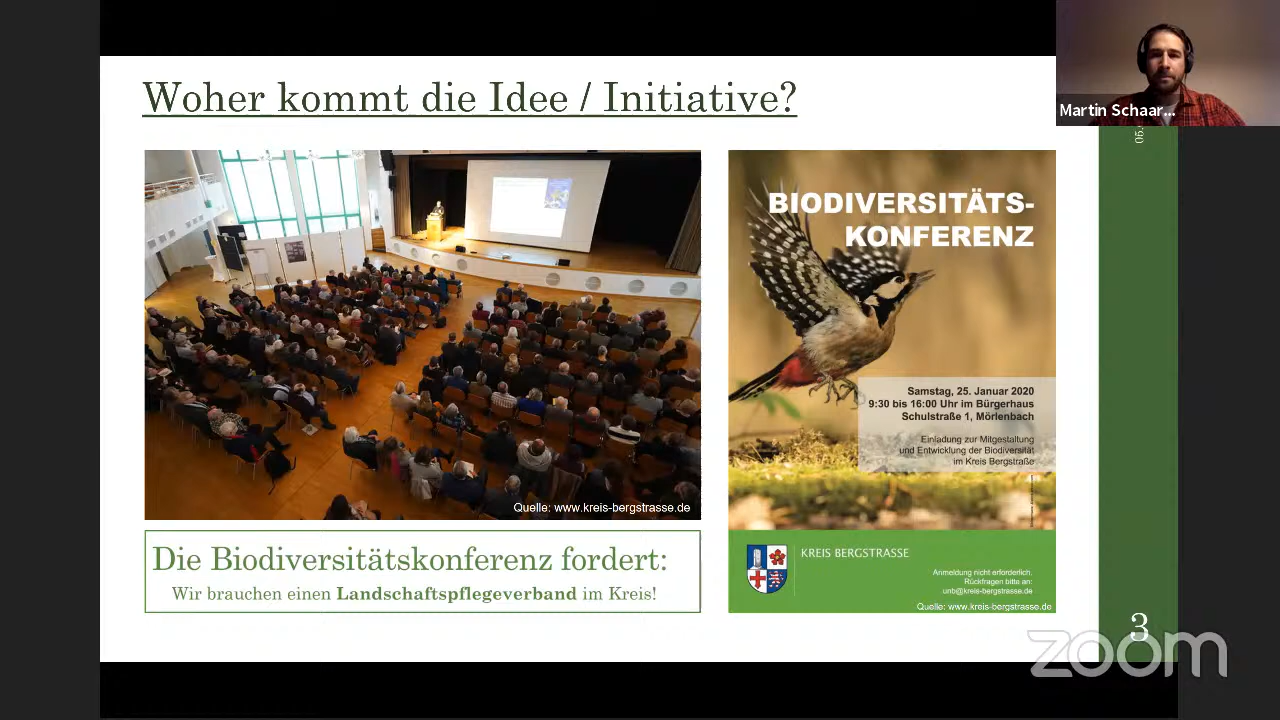 Woher kommt die Idee / Initiative?
Martin Schaar...
05.
BIODIVERSITÄTS-
KONFERENZ
Samstag, 25. Januar 2020
9:30 bis 16:00 Uhr im Bürgerhaus
Schulstraße 1, Mörlenbach
Einladung zur Mitgestaltung
und Entwicklung der Biodiversität
im Kreis Bergstraße
Quelle: www.kreis-bergstrasse.de
Die Biodiversitätskonferenz fordert:
Wir brauchen einen Landschaftspflegeverband im Kreis!
KREIS BERGSTRASSE
Anmeldung nicht erforderlich.
Rückfragen bitte an:
unb@kreis-bergstrasse.de
Quelle: www.kreis-bergstrasse.de
3
zoom